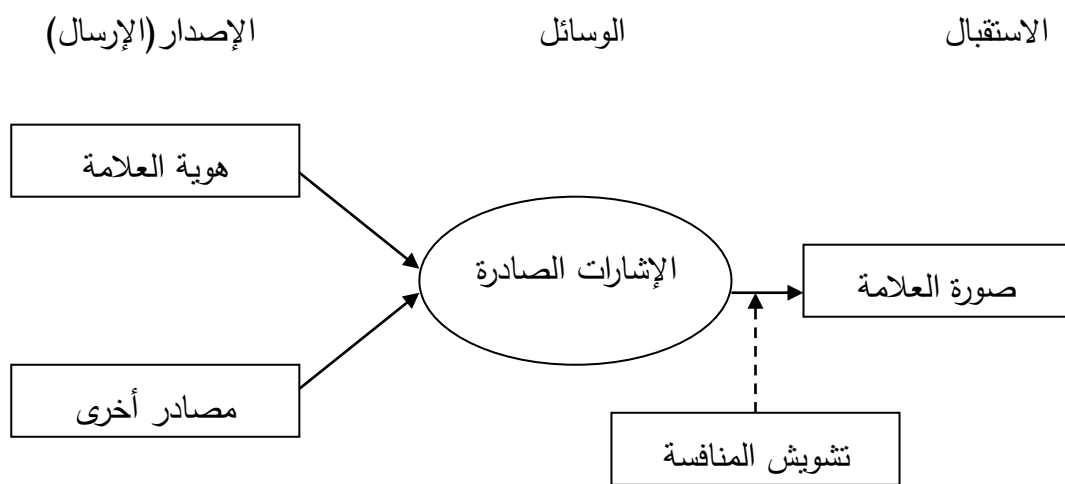 الإصدار (الإرسال)
الوسائل
الاستقبال
هوية العلامة
الإشارات الصادرة
صورة العلامة
مصادر أخرى
تشويش المنافسة